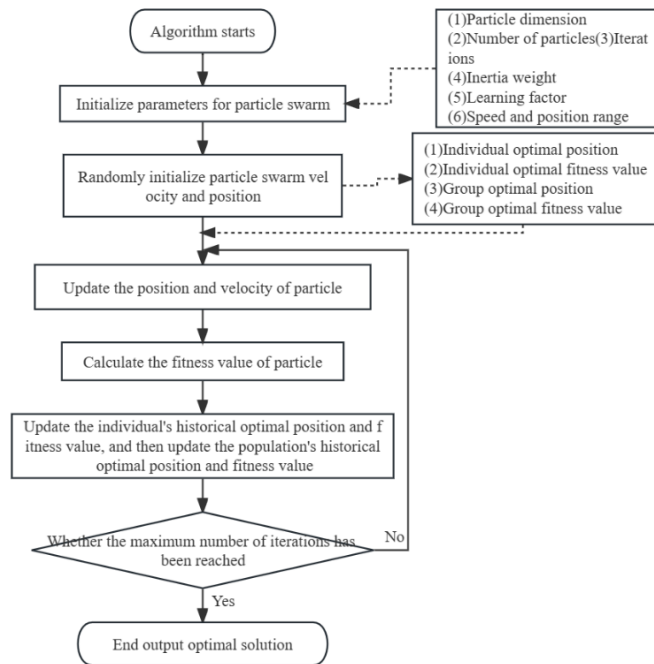 Algorithm starts
(1)Particle dimension
(2)Number of particles(3)Iterat
ions
(4)Inertia weight
(5)Learning factor
(6)Speed and position range
Initialize parameters for particle swarm
(1)Individual optimal position
(2)Individual optimal fitness value
(3)Group optimal position
(4)Group optimal fitness value
Randomly initialize particle swarm vel
ocity and position
Update the position and velocity of particle
Calculate the fitness value of particle
Update the individual's historical optimal position and f
itness value, and then update the population's historical
optimal position and fitness value
Whether the maximum number of iterations has
been reached
No
Yes
End output optimal solution